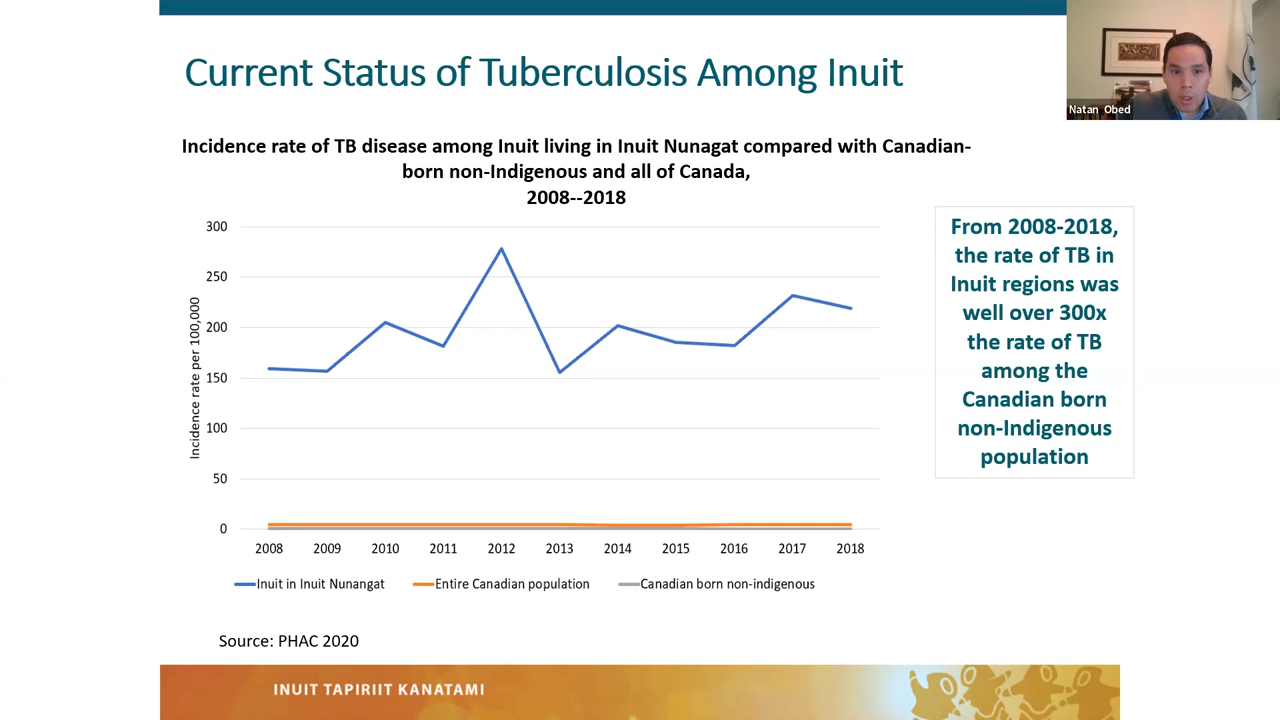 Current Status of Tuberculosis Among Inuit
Natan Obed
Incidence rate of TB disease among Inuit living in Inuit Nunagat compared with Canadian-
born non-Indigenous and all of Canada,
2008--2018
300
250
200
150
100
50
0
Incidence rate per 100,000
2008 2009 2010 2011 2012 2013 2014 2015 2016 2017 2018
Inuit in Inuit Nunangat Entire Canadian population Canadian born non-indigenous
From 2008-2018,
the rate of TB in
Inuit regions was
well over 300x
the rate of TB
among the
Canadian born
non-Indigenous
population
Source: PHAC 2020
INUIT TAPIRIIT KANATAMI